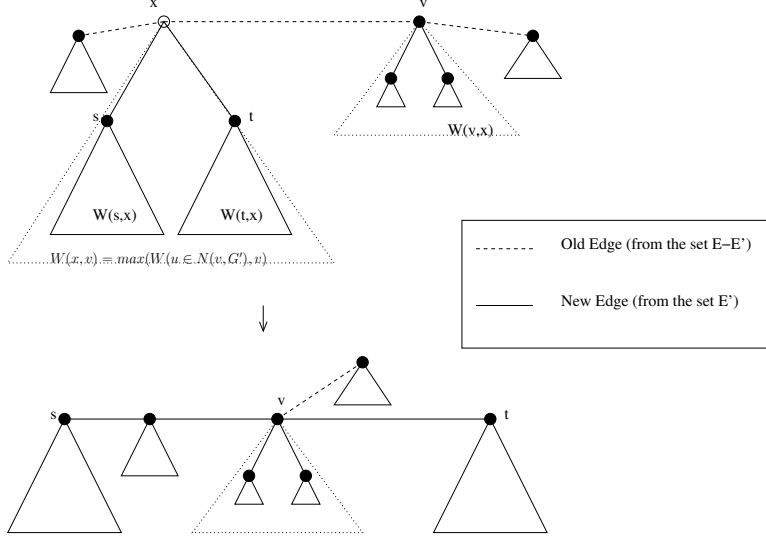 x
v
s
t
W(v,x)
W(s,x)
W(t,x)
W(x, v) = max(W(u ∈ N(v, G'), v)
Old Edge (from the set E–E')
New Edge (from the set E')
v
s
t